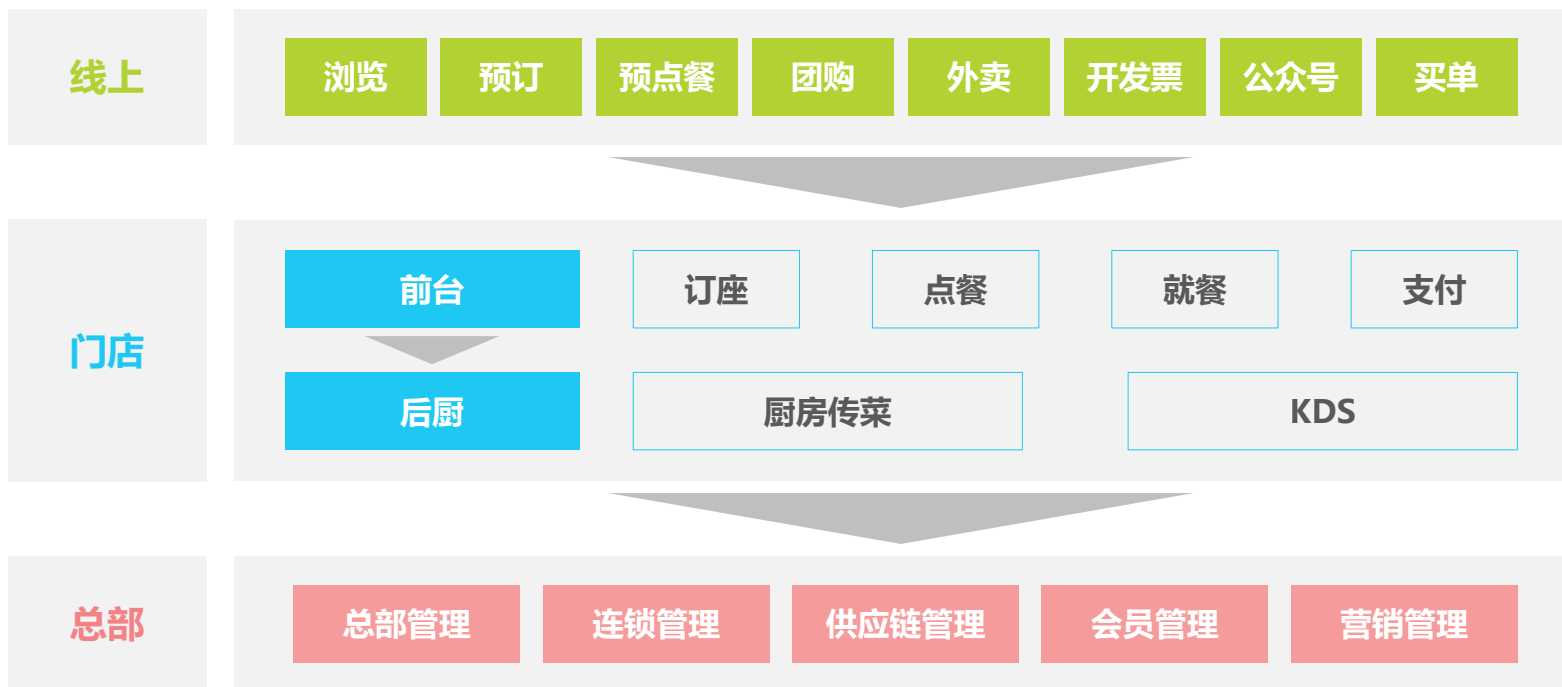 线上
浏览
预订
预点餐
团购
外卖
开发票
公众号
买单
门店
前台
订座
点餐
就餐
支付
后厨
厨房传菜
KDS
总部
总部管理
连锁管理
供应链管理
会员管理
营销管理